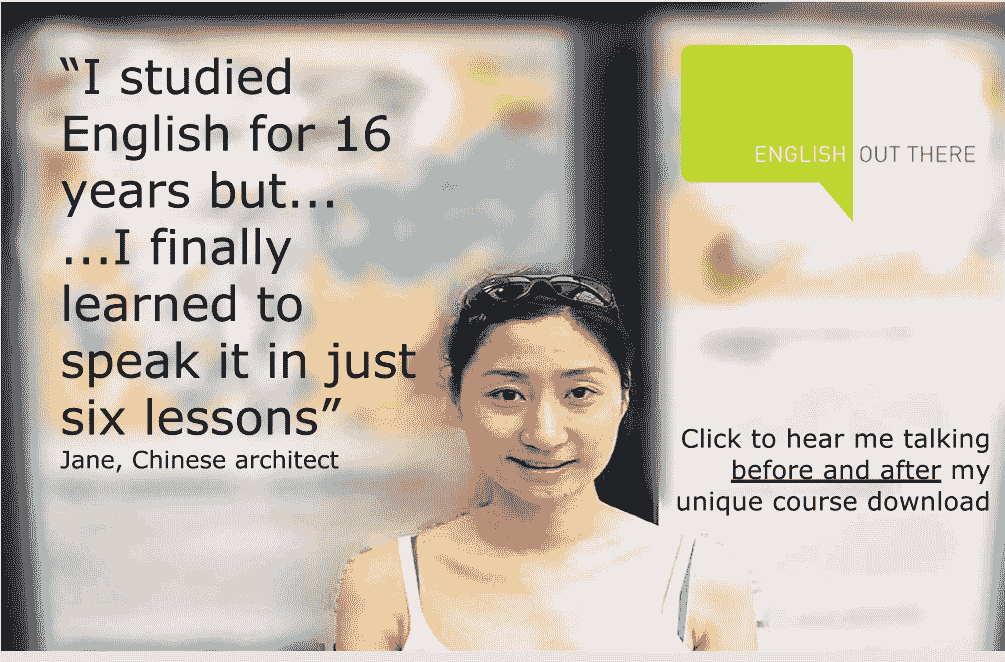 “I studied
English for 16
years but...
...I finally
learned to
speak it in just
six lessons”
Jane, Chinese architect
ENGLISH OUT THERE
Click to hear me talking
before and after my
unique course download